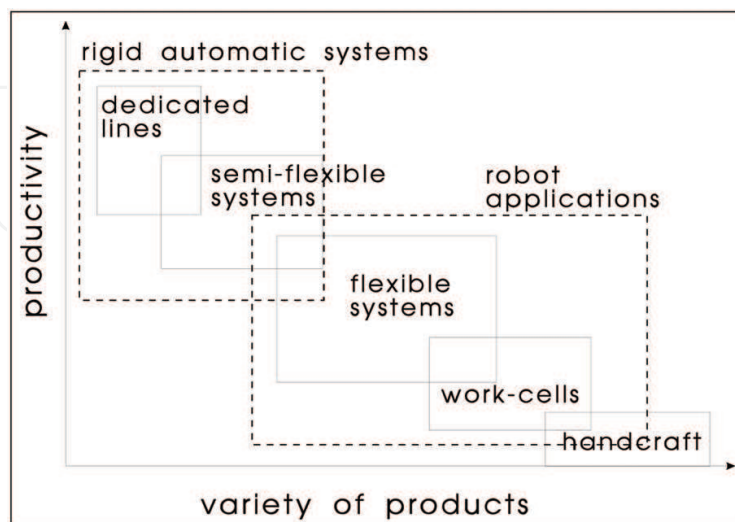 rigid automatic systems
dedicated
lines
semi-flexible
systems
robot
applications
productivity
flexible
systems
work-cells
handcraft
variety of products